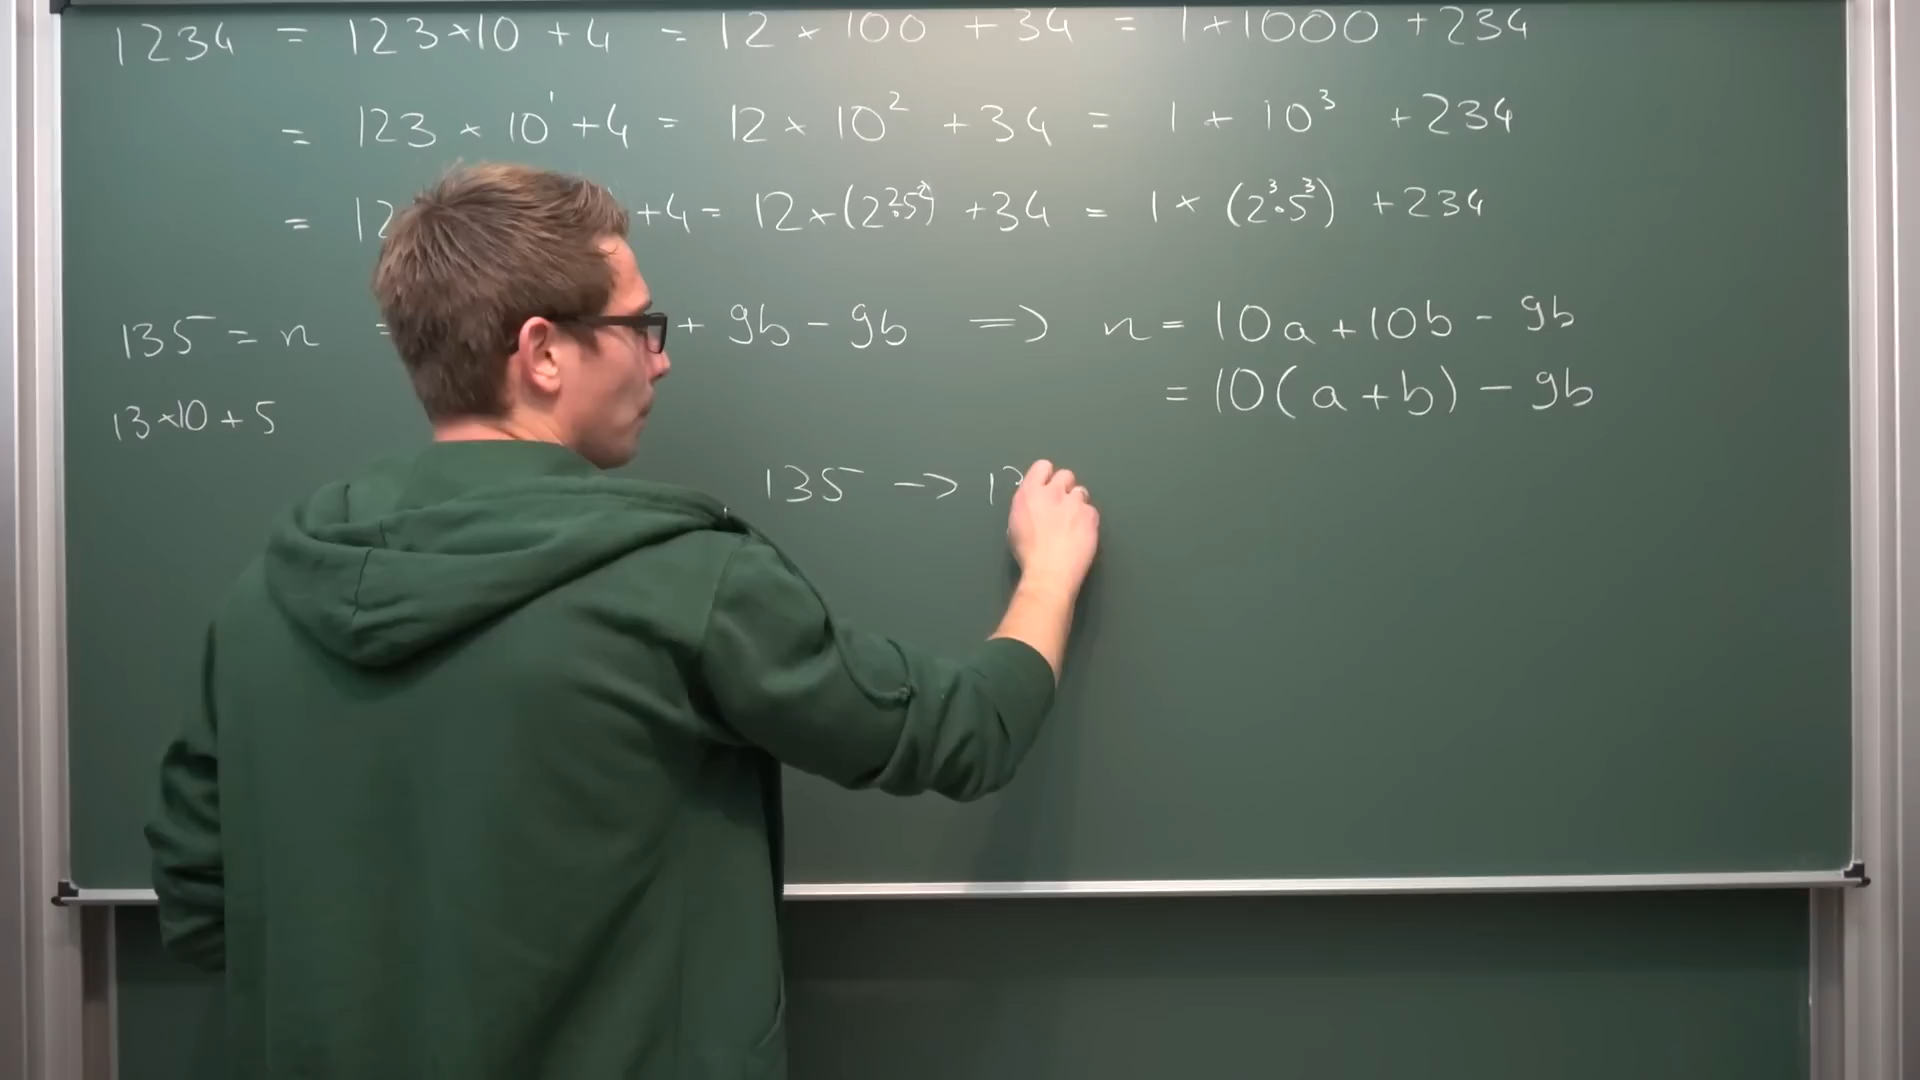 1234 = 123×10 + 4 = 12 × 100 + 34 = 1 × 1000 + 234
= 123 × 10¹ + 4 = 12 × 10² + 34 = 1 × 10³ + 234
= 12 +4 = 12 × (2²·5²) + 34 = 1 × (2³·5³) + 234
135 = n = + 9b − 9b ⇒ n = 10a + 10b − 9b
13×10 + 5 = 10(a + b) − 9b
135 → 13